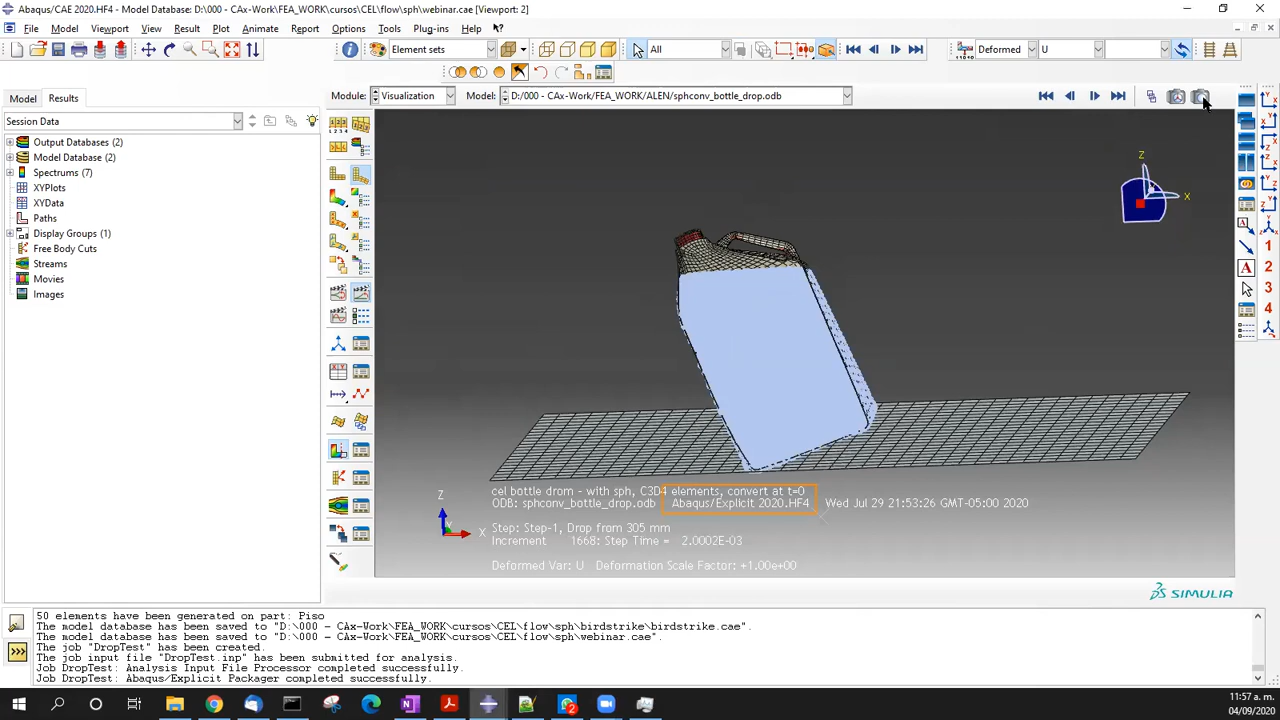 Abaqus/CAE 2020.HF4 - Model Database: D:\000 - CAx-Work\FEA_WORK\cursos\CEL\flow\sph\webinar.cae [Viewport: 2]
File Model Viewport View Result Plot Animate Report Options Tools Plug-ins Help
Element sets All Deformed U
Model Results Module: Visualization Model: D:/000 - CAx-Work/FEA_WORK/ALEN/sphconv_bottle_drop.odb
Session Data
Output Databases (2)
Model Database (2)
Spectrums (7)
XYPlots
XYData
Paths
Display Groups (1)
Free Body Cuts
Streams
Movies
Images
Z
X
1
2
3
4
A
Z
Y
X
cel bottle drom - with sph, C3D4 elements, convert at t=0
ODB: sphconv_bottle_drop.odb Abaqus/Explicit 2020.HF4 Wed Jul 29 21:53:26 GMT-05:00 2020
Step: Step-1, Drop from 305 mm
Increment 1668: Step Time = 2.0002E-03
Deformed Var: U Deformation Scale Factor: +1.00e+00
SIMULIA
50 elements have been generated on part: Piso
The model database has been saved to "D:\000 - CAx-Work\FEA_WORK\cursos\CEL\flow\sph\birdstrike\birdstrike.cae".
The model database has been saved to "D:\000 - CAx-Work\FEA_WORK\cursos\CEL\flow\sph\webinar.cae".
The job "DropTest" has been created.
The job input file "DropTest.inp" has been submitted for analysis.
Job DropTest: Analysis Input File Processor completed successfully.
Job DropTest: Abaqus/Explicit Packager completed successfully.
>>>
11:57 a. m.
04/09/2020